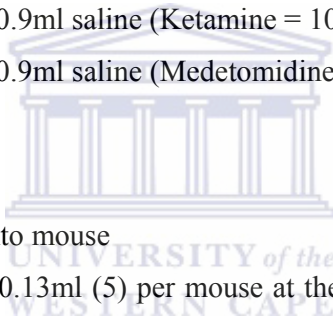 0.9ml saline (Ketamine = 10
0.9ml saline (Medetomidine
to mouse
UNIVERSITY of the
0.13ml (5) per mouse at the
WESTERN CAPE